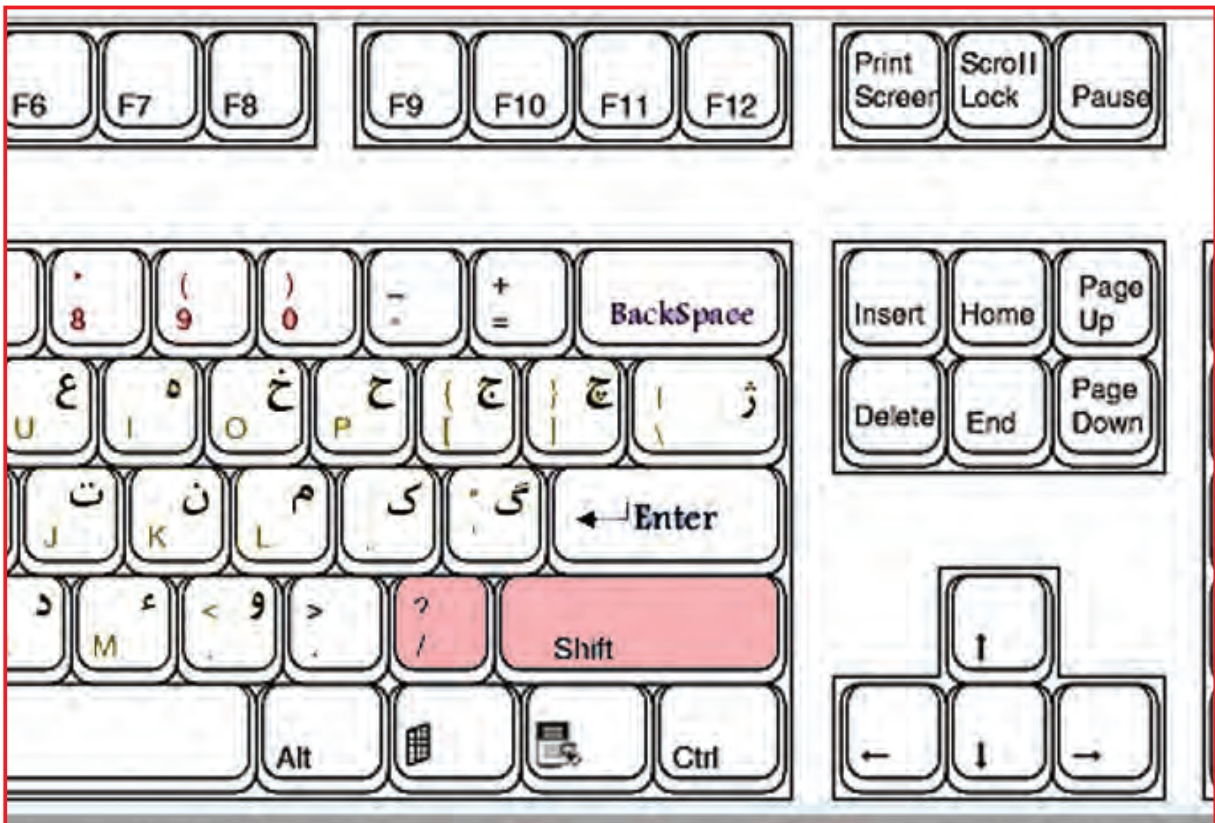 F6 F7 F8 F9 F10 F11 F12 Print Screen Scroll Lock Pause
* 8 ( 9 ) 0 _ - + = BackSpace Insert Home Page Up
U ع I ه O خ P ح { [ ج } ] چ | \ ژ Delete End Page Down
J ت K ن L م ک گ Enter
د M ء < و > . ? / Shift ↑
Alt Ctrl ← ↓ →